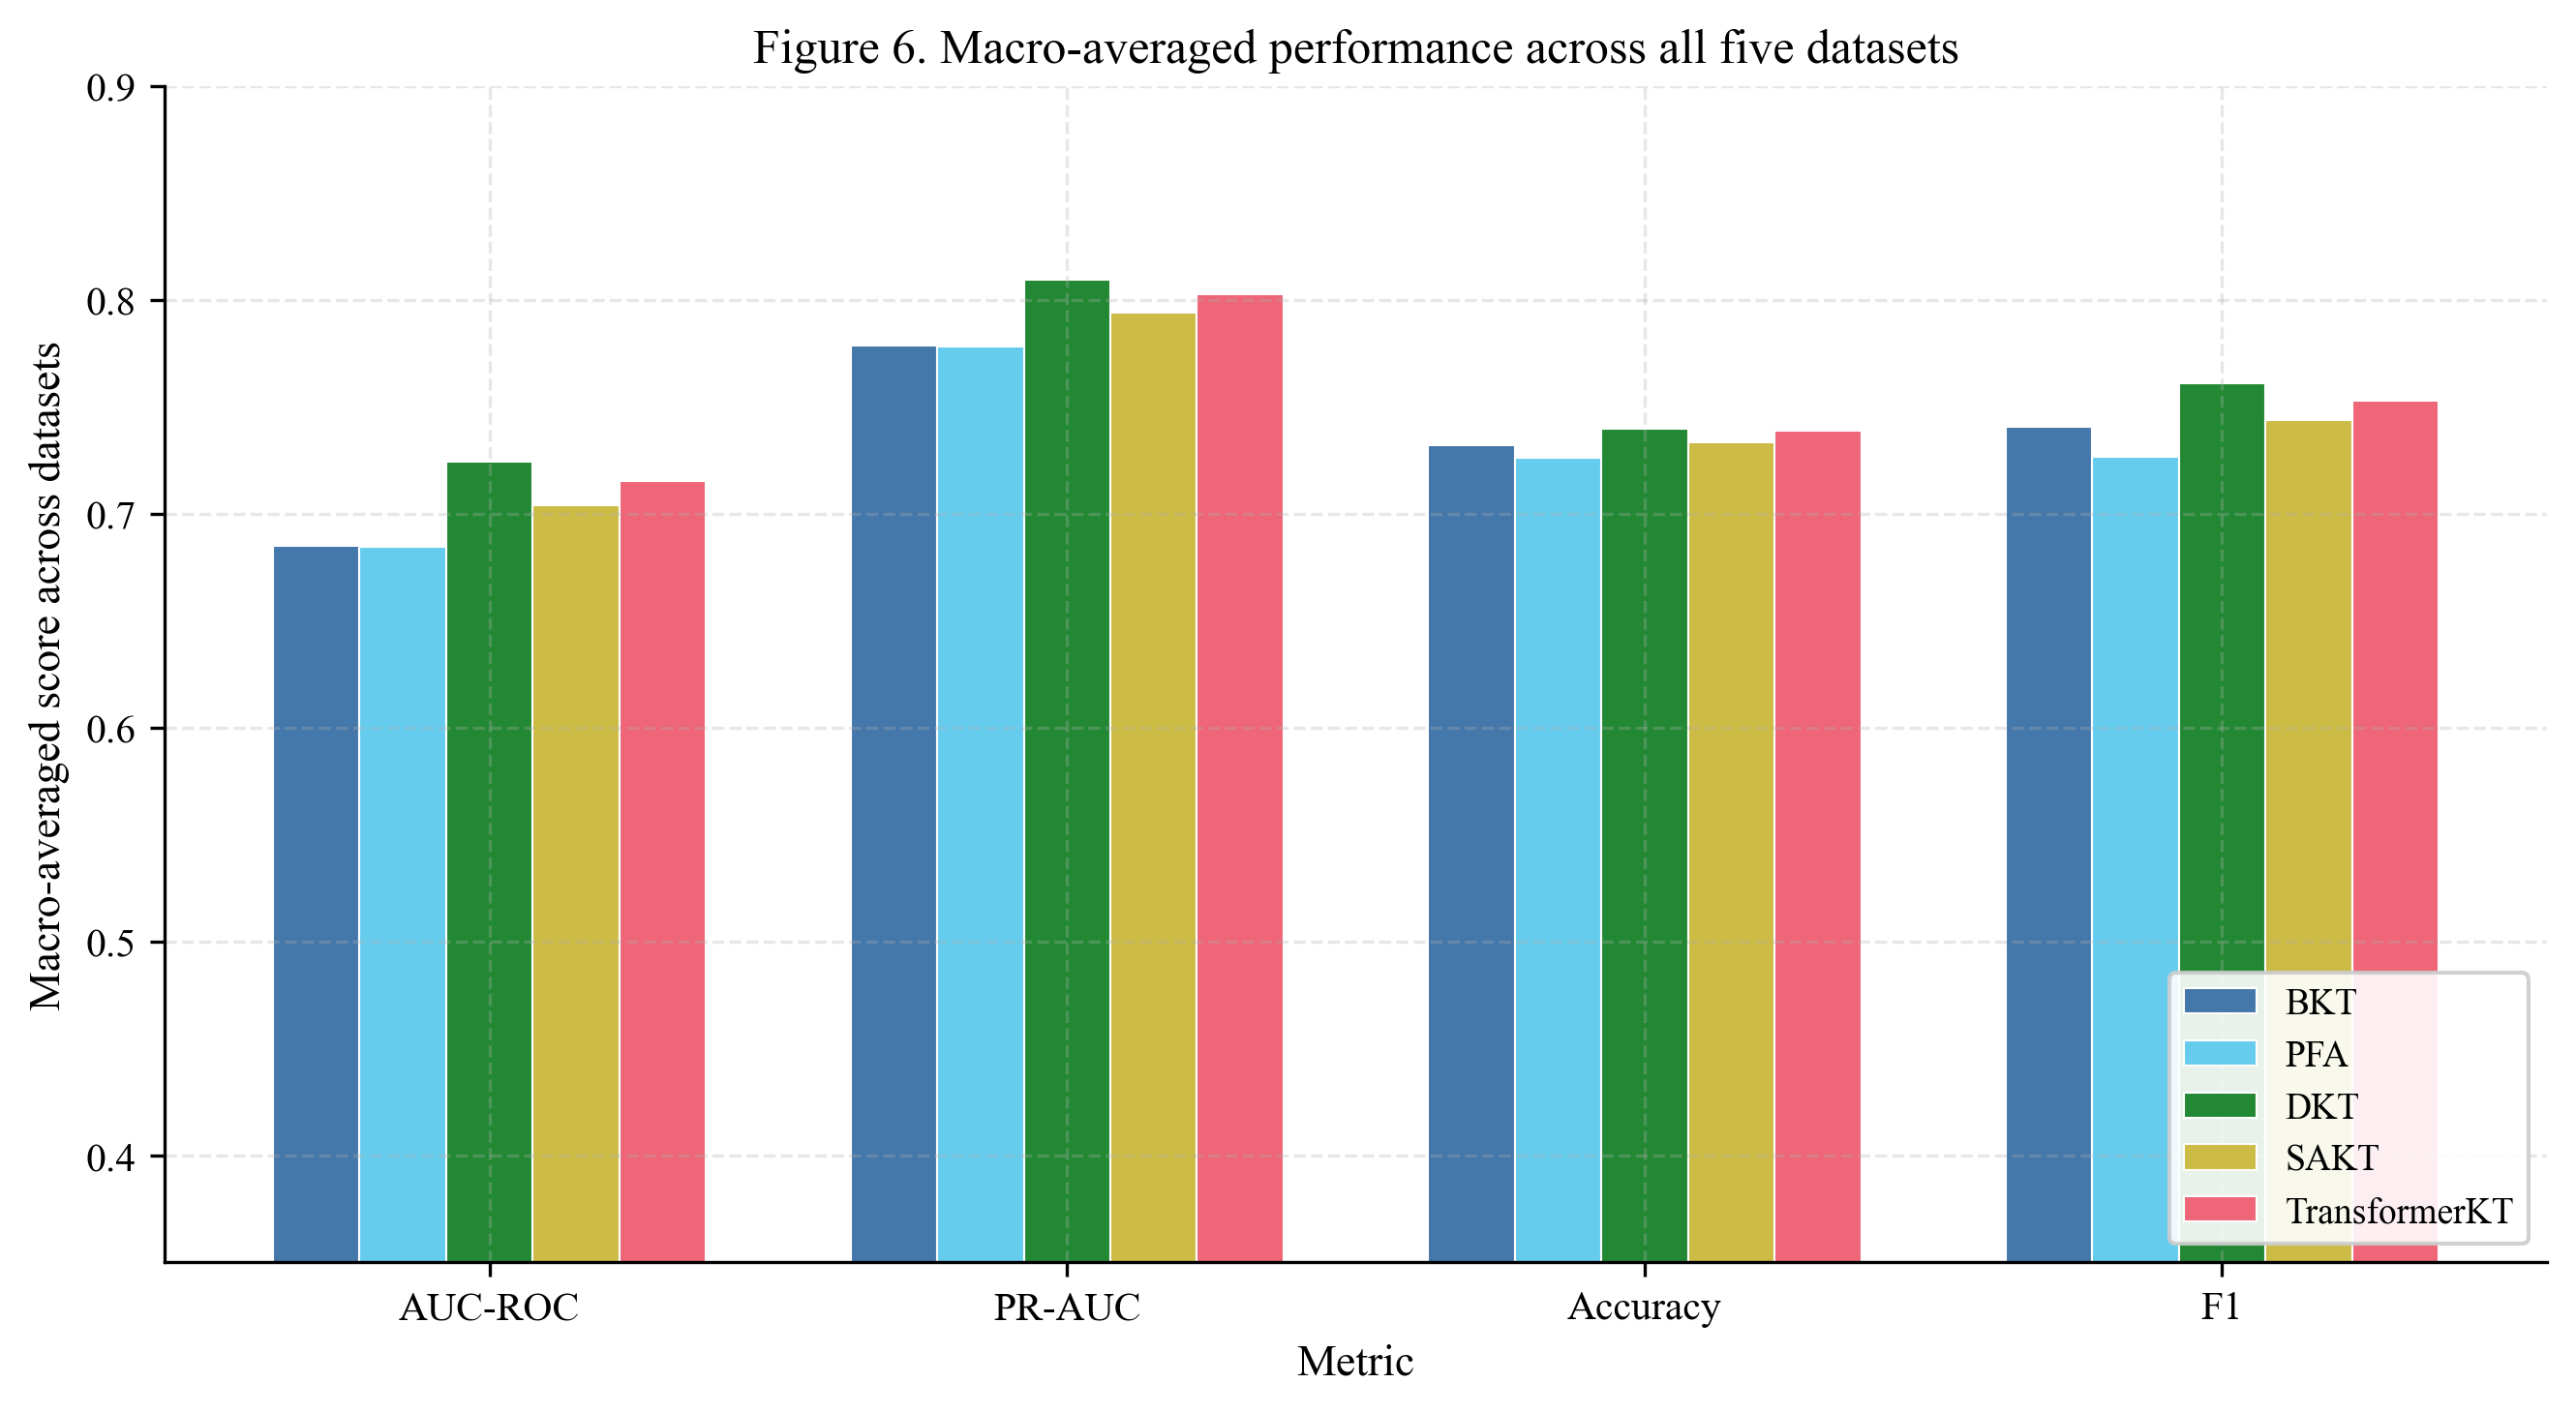 Figure 6. Macro-averaged performance across all five datasets
Macro-averaged score across datasets
0.9
0.8
0.7
0.6
0.5
0.4
AUC-ROC
PR-AUC
Accuracy
F1
Metric
BKT
PFA
DKT
SAKT
TransformerKT